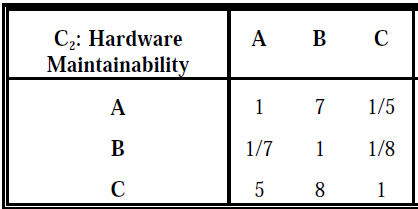 C₂: Hardware Maintainability A B C
A 1 7 1/5
B 1/7 1 1/8
C 5 8 1